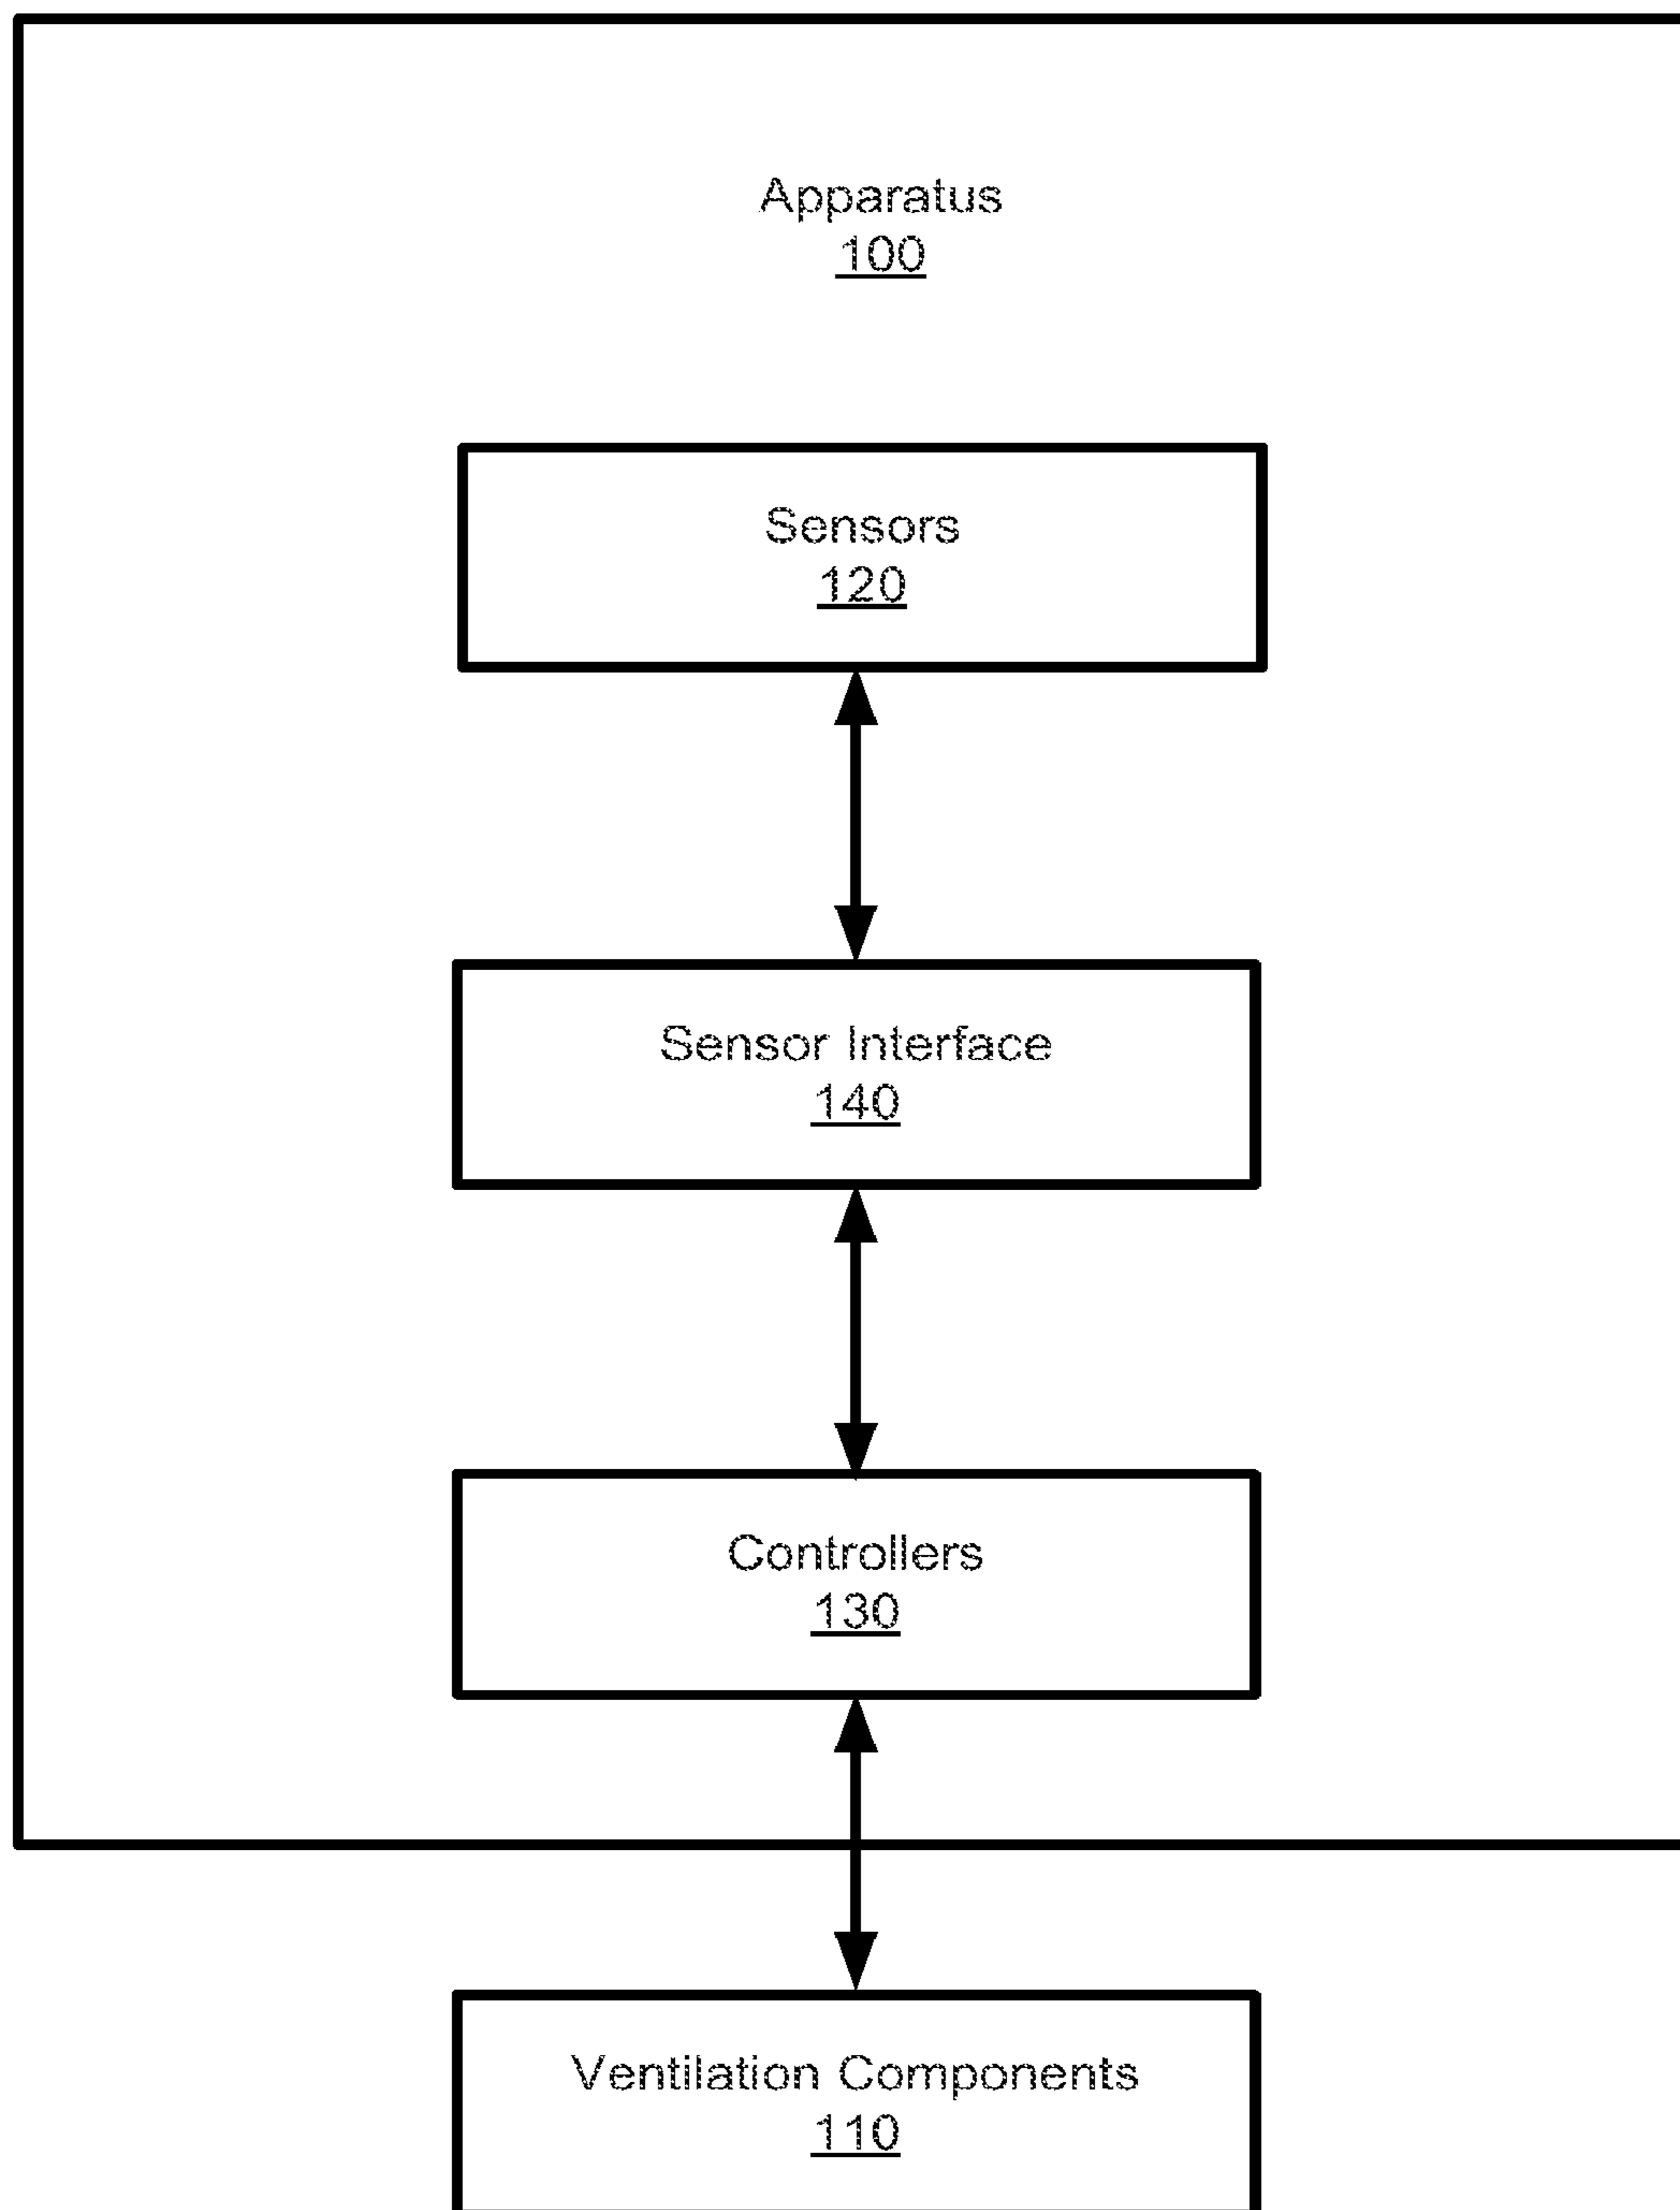 Apparatus
100
Sensors
120
Sensor Interface
140
Controllers
130
Ventilation Components
110